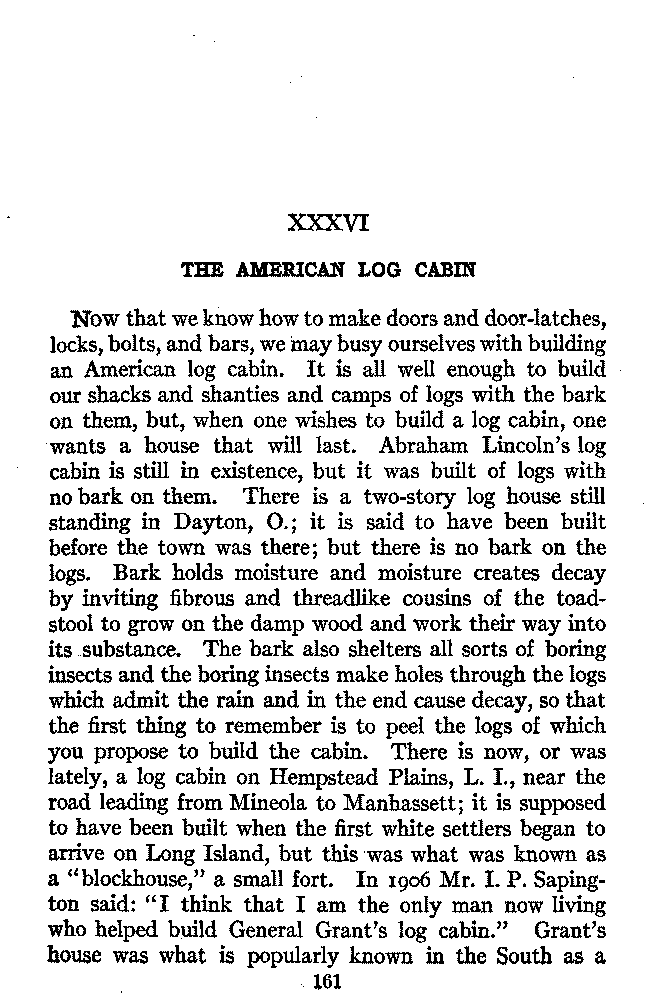 XXXVI
THE AMERICAN LOG CABIN
Now that we know how to make doors and door-latches,
locks, bolts, and bars, we may busy ourselves with building
an American log cabin. It is all well enough to build
our shacks and shanties and camps of logs with the bark
on them, but, when one wishes to build a log cabin, one
wants a house that will last. Abraham Lincoln's log
cabin is still in existence, but it was built of logs with
no bark on them. There is a two-story log house still
standing in Dayton, O.; it is said to have been built
before the town was there; but there is no bark on the
logs. Bark holds moisture and moisture creates decay
by inviting fibrous and threadlike cousins of the toad-
stool to grow on the damp wood and work their way into
its substance. The bark also shelters all sorts of boring
insects and the boring insects make holes through the logs
which admit the rain and in the end cause decay, so that
the first thing to remember is to peel the logs of which
you propose to build the cabin. There is now, or was
lately, a log cabin on Hempstead Plains, L. I., near the
road leading from Mineola to Manhassett; it is supposed
to have been built when the first white settlers began to
arrive on Long Island, but this was what was known as
a "blockhouse," a small fort. In 1906 Mr. I. P. Saping-
ton said: "I think that I am the only man now living
who helped build General Grant's log cabin." Grant's
house was what is popularly known in the South as a
161